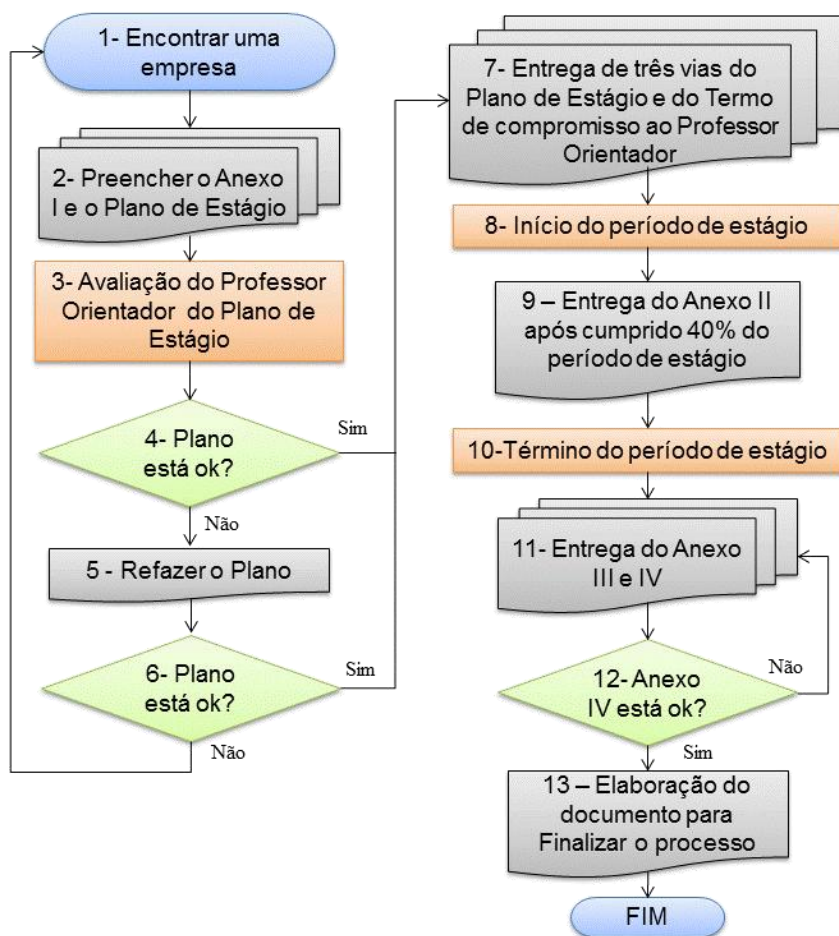 1- Encontrar uma
empresa
2- Preencher o Anexo
I e o Plano de Estágio
3- Avaliação do Professor
Orientador do Plano de
Estágio
4- Plano
está ok?
Sim
Não
5 - Refazer o Plano
6- Plano
está ok?
Sim
Não
7- Entrega de três vias do
Plano de Estágio e do Termo
de compromisso ao Professor
Orientador
8- Início do período de estágio
9 – Entrega do Anexo II
após cumprido 40% do
período de estágio
10-Término do período de estágio
11- Entrega do Anexo
III e IV
12- Anexo
IV está ok?
Não
Sim
13 – Elaboração do
documento para
Finalizar o processo
FIM